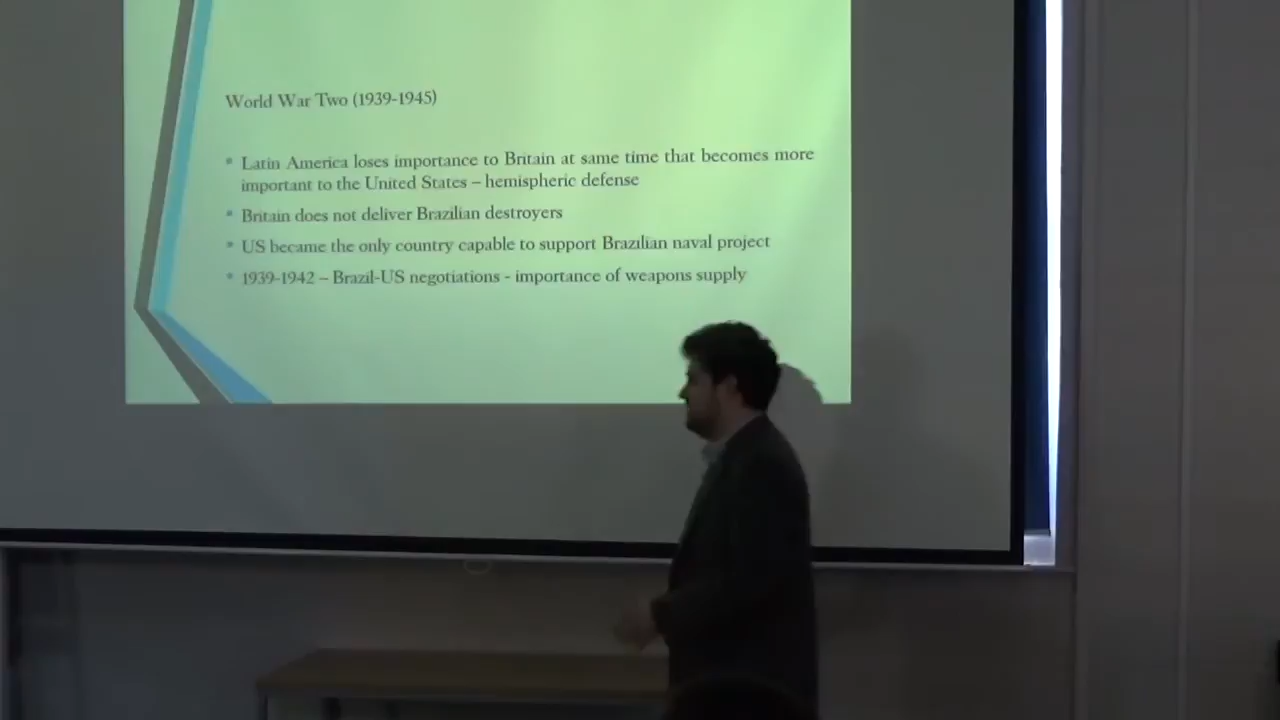 World War Two (1939-1945)
* Latin America loses importance to Britain at same time that becomes more
important to the United States – hemispheric defense
* Britain does not deliver Brazilian destroyers
* US became the only country capable to support Brazilian naval project
* 1939-1942 – Brazil-US negotiations - importance of weapons supply